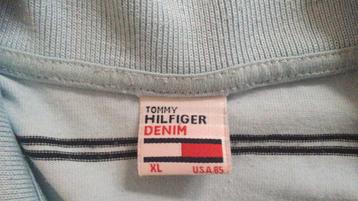 TOMMY
HILFIGER
DENIM
XL U.S.A.85